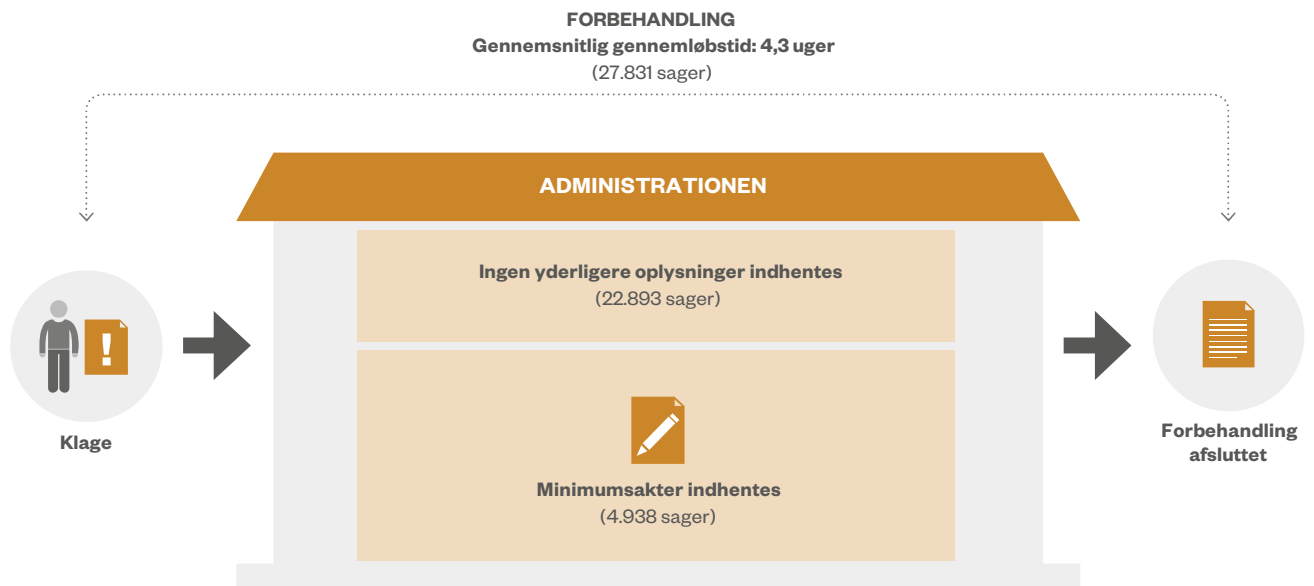 FORBEHANDLING
Gennemsnitlig gennemløbstid: 4,3 uger
(27.831 sager)
ADMINISTRATIONEN
Ingen yderligere oplysninger indhentes
(22.893 sager)
!
Klage
Minimumsakter indhentes
(4.938 sager)
Forbehandling
afsluttet